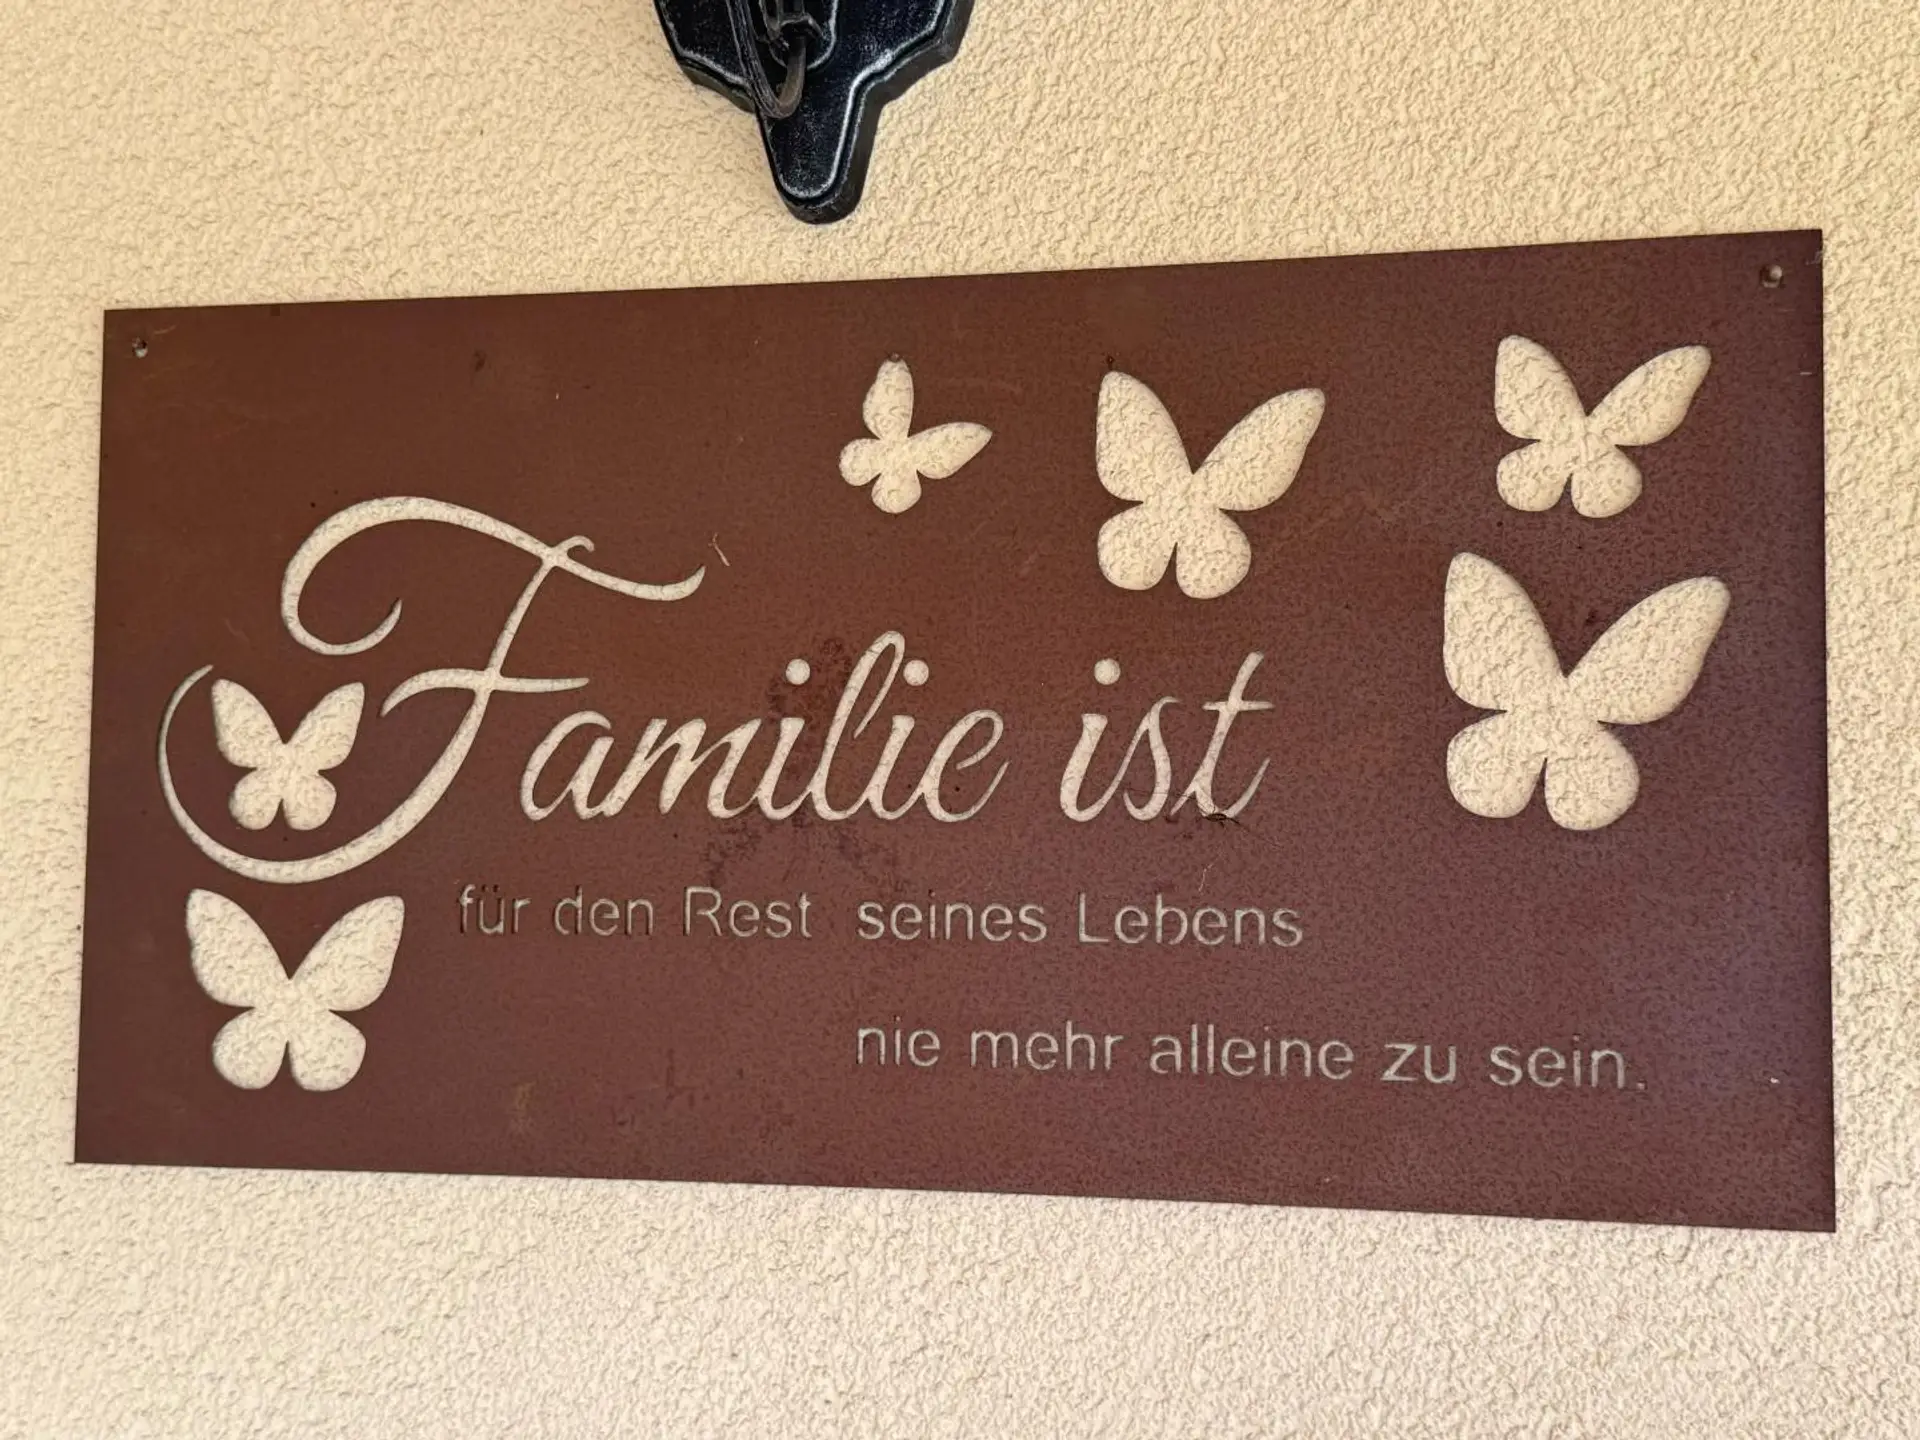 Familie ist
für den Rest seines Lebens
nie mehr alleine zu sein.